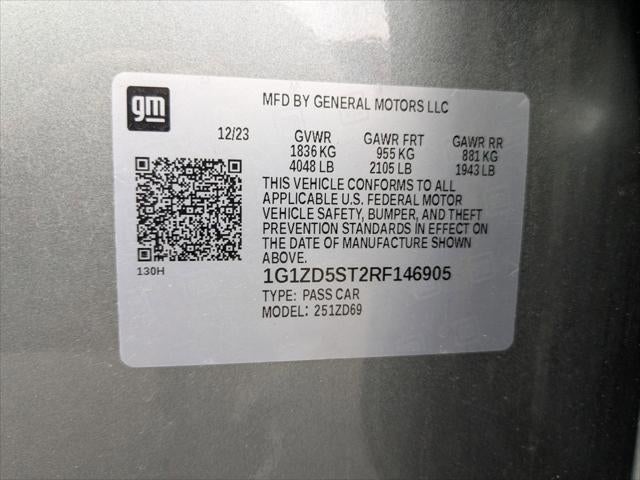 gm
MFD BY GENERAL MOTORS LLC
12/23 GVWR GAWR FRT GAWR RR
1836 KG 955 KG 881 KG
4048 LB 2105 LB 1943 LB
THIS VEHICLE CONFORMS TO ALL
APPLICABLE U.S. FEDERAL MOTOR
VEHICLE SAFETY, BUMPER, AND THEFT
PREVENTION STANDARDS IN EFFECT ON
THE DATE OF MANUFACTURE SHOWN
ABOVE.
130H
1G1ZD5ST2RF146905
TYPE: PASS CAR
MODEL: 251ZD69